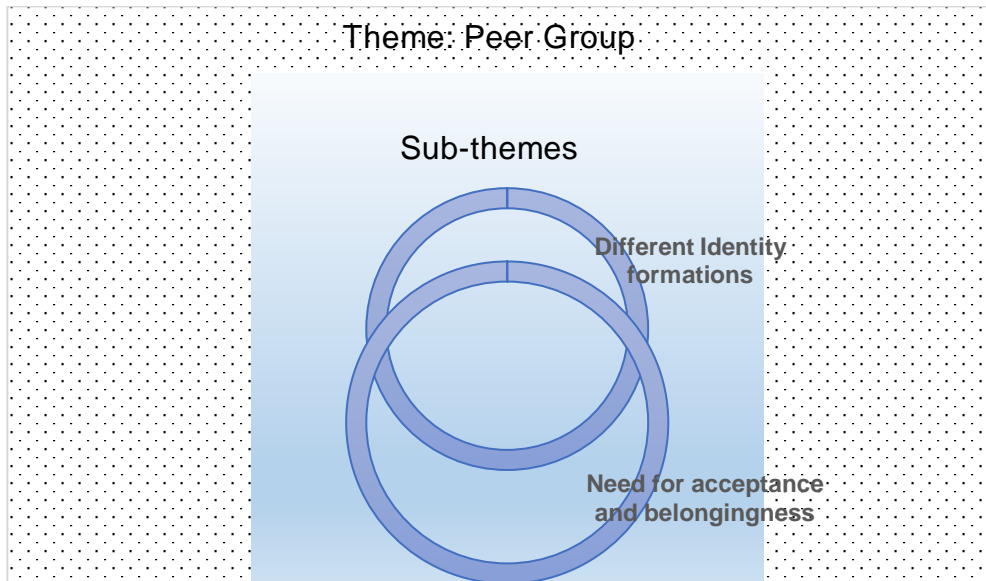 Theme: Peer Group
Sub-themes
Different Identity
formations
Need for acceptance
and belongingness